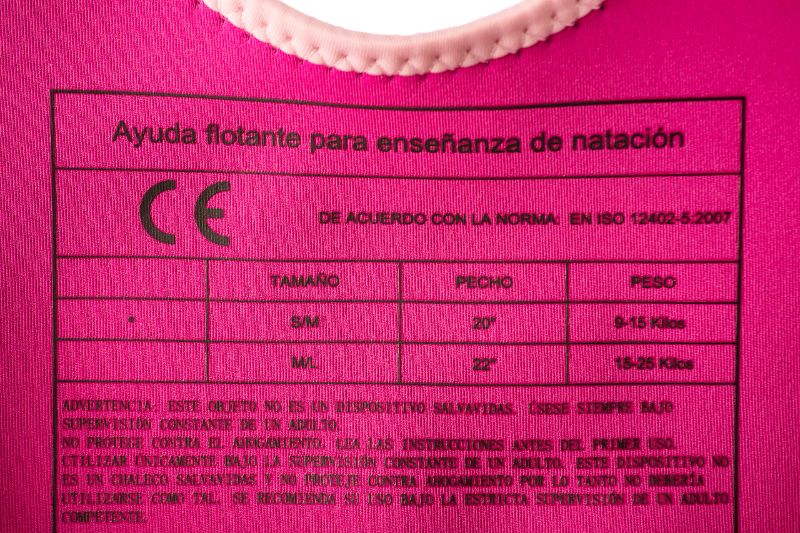 Ayuda flotante para enseñanza de natación
CE DE ACUERDO CON LA NORMA: EN ISO 12402-5:2007
TAMAÑO PECHO PESO
* S/M 20" 9-15 Kilos
M/L 22" 15-25 Kilos
ADVERTENCIA: ESTE OBJETO NO ES UN DISPOSITIVO SALVAVIDAS. ÚSESE SIEMPRE BAJO
SUPERVISIÓN CONSTANTE DE UN ADULTO.
NO PROTEGE CONTRA EL AHOGAMIENTO. LEA LAS INSTRUCCIONES ANTES DEL PRIMER USO.
UTILIZAR ÚNICAMENTE BAJO LA SUPERVISIÓN CONSTANTE DE UN ADULTO. ESTE DISPOSITIVO NO
ES UN CHALECO SALVAVIDAS Y NO PROTEJE CONTRA AHOGAMIENTO POR LO TANTO NO DEBERÍA
UTILIZARSE COMO TAL. SE RECOMIENDA SU USO BAJO LA ESTRICTA SUPERVISIÓN DE UN ADULTO
COMPETENTE.